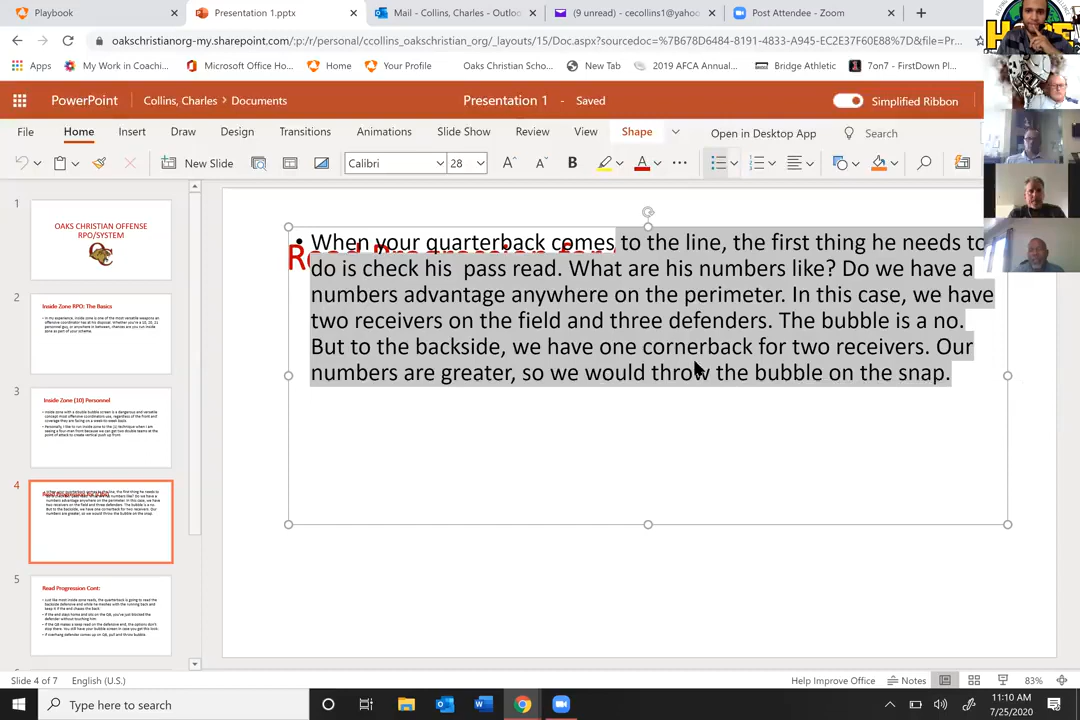 Playbook
Presentation 1.pptx
Mail - Collins, Charles - Outloo
(9 unread) - cecollins1@yahoo
Post Attendee - Zoom
oakschristianorg-my.sharepoint.com/:p:/r/personal/ccollins_oakschristian_org/_layouts/15/Doc.aspx?sourcedoc=%7B678D6484-8191-4833-A945-EC2E37F60E88%7D&file=Pr...
Apps
My Work in Coachi...
Microsoft Office Ho...
Home
Your Profile
Oaks Christian Scho...
New Tab
2019 AFCA Annual...
Bridge Athletic
7on7 - FirstDown Pl...
PowerPoint
Collins, Charles > Documents
Presentation 1 - Saved
Simplified Ribbon
File
Home
Insert
Draw
Design
Transitions
Animations
Slide Show
Review
View
Shape
Open in Desktop App
Search
New Slide
Calibri
28
1
OAKS CHRISTIAN OFFENSE
RPO/SYSTEM
2
Inside Zone RPO: The Basics
3
Inside Zone (10) Personnel
4
5
Read Progression Cont:
• When your quarterback comes to the line, the first thing he needs to
do is check his pass read. What are his numbers like? Do we have a
numbers advantage anywhere on the perimeter. In this case, we have
two receivers on the field and three defenders. The bubble is a no.
But to the backside, we have one cornerback for two receivers. Our
numbers are greater, so we would throw the bubble on the snap.
Slide 4 of 7
English (U.S.)
Help Improve Office
Notes
83%
Type here to search
11:10 AM
7/25/2020